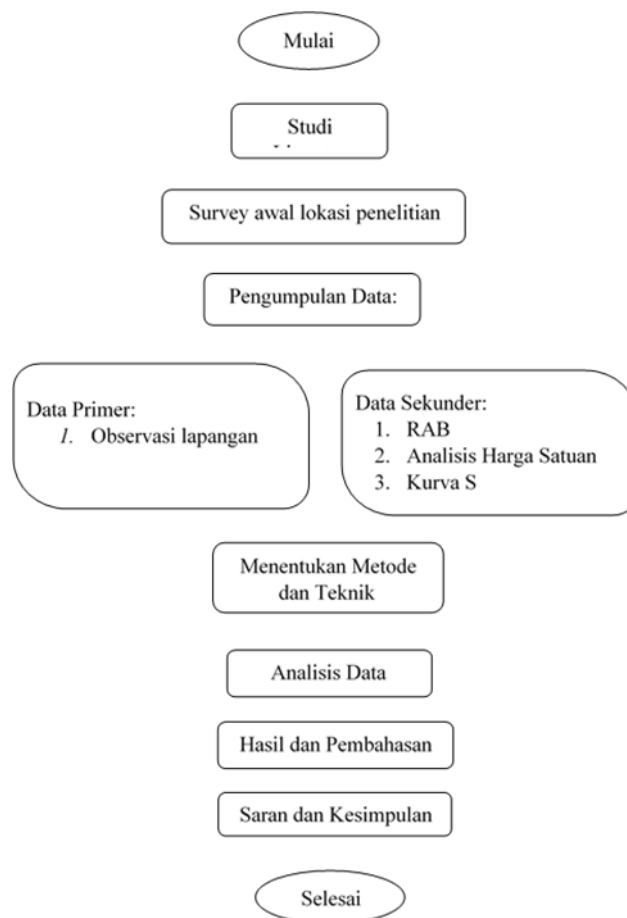 Mulai
Studi
Survey awal lokasi penelitian
Pengumpulan Data:
Data Primer:
1. Observasi lapangan
Data Sekunder:
1. RAB
2. Analisis Harga Satuan
3. Kurva S
Menentukan Metode
dan Teknik
Analisis Data
Hasil dan Pembahasan
Saran dan Kesimpulan
Selesai